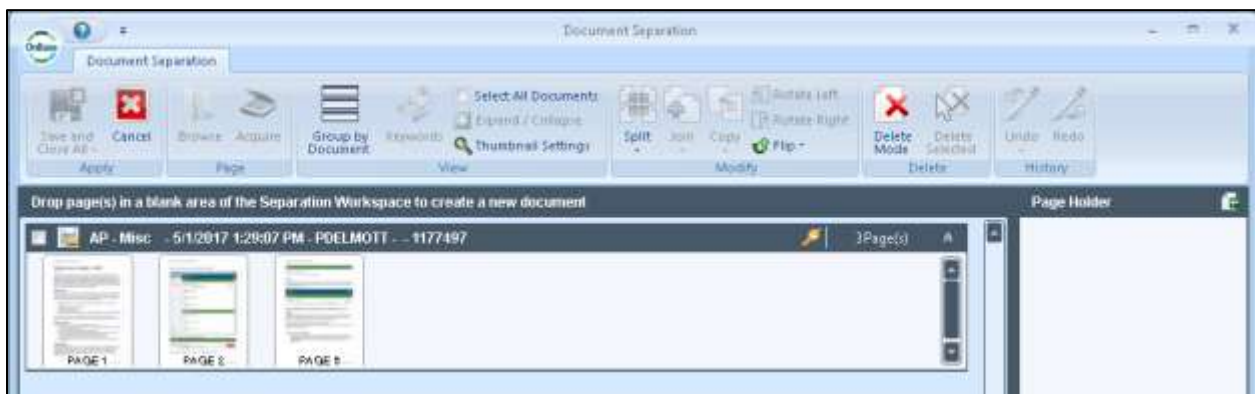 Document Separation
OnBase
Document Separation
Save and Close All
Cancel
Browse
Acquire
Group by Document
Keywords
Select All Documents
Expand / Collapse
Thumbnail Settings
Split
Join
Copy
Rotate Left
Rotate Right
Flip
Delete Mode
Delete Selected
Undo
Redo
Apply
Page
View
Modify
Delete
History
Drop page(s) in a blank area of the Separation Workspace to create a new document
Page Holder
AP - Misc - 5/1/2017 1:29:07 PM - PDELMOTT - - 1177497
3Page(s)
PAGE 1
PAGE 2
PAGE